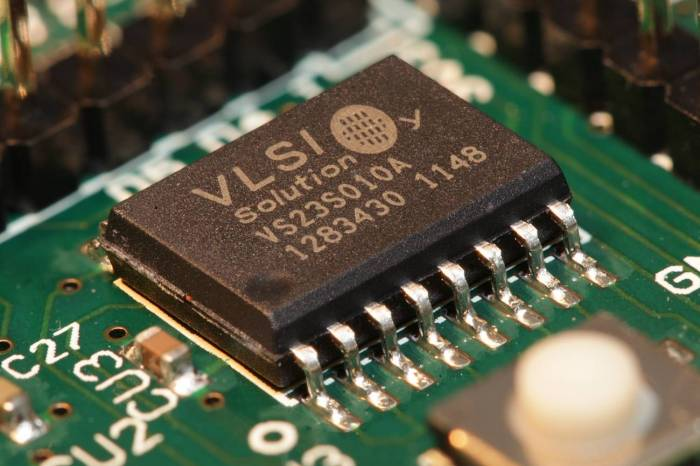 VLSI
Solution y
VS23S010A
1283430 1148
C27